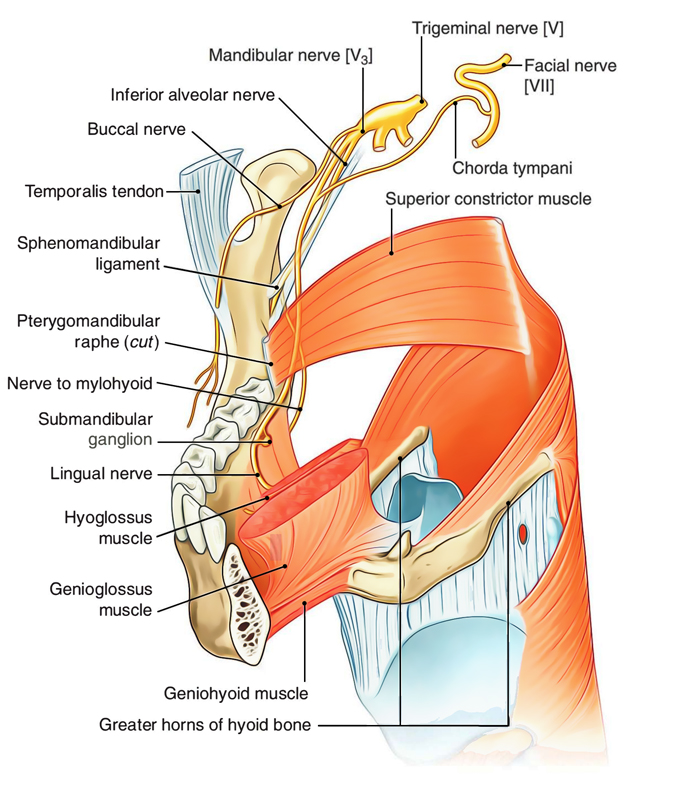 Trigeminal nerve [V]
Mandibular nerve [V3]
Facial nerve
[VII]
Inferior alveolar nerve
Buccal nerve
Chorda tympani
Temporalis tendon
Superior constrictor muscle
Sphenomandibular
ligament
Pterygomandibular
raphe (cut)
Nerve to mylohyoid
Submandibular
ganglion
Lingual nerve
Hyoglossus
muscle
Genioglossus
muscle
Geniohyoid muscle
Greater horns of hyoid bone